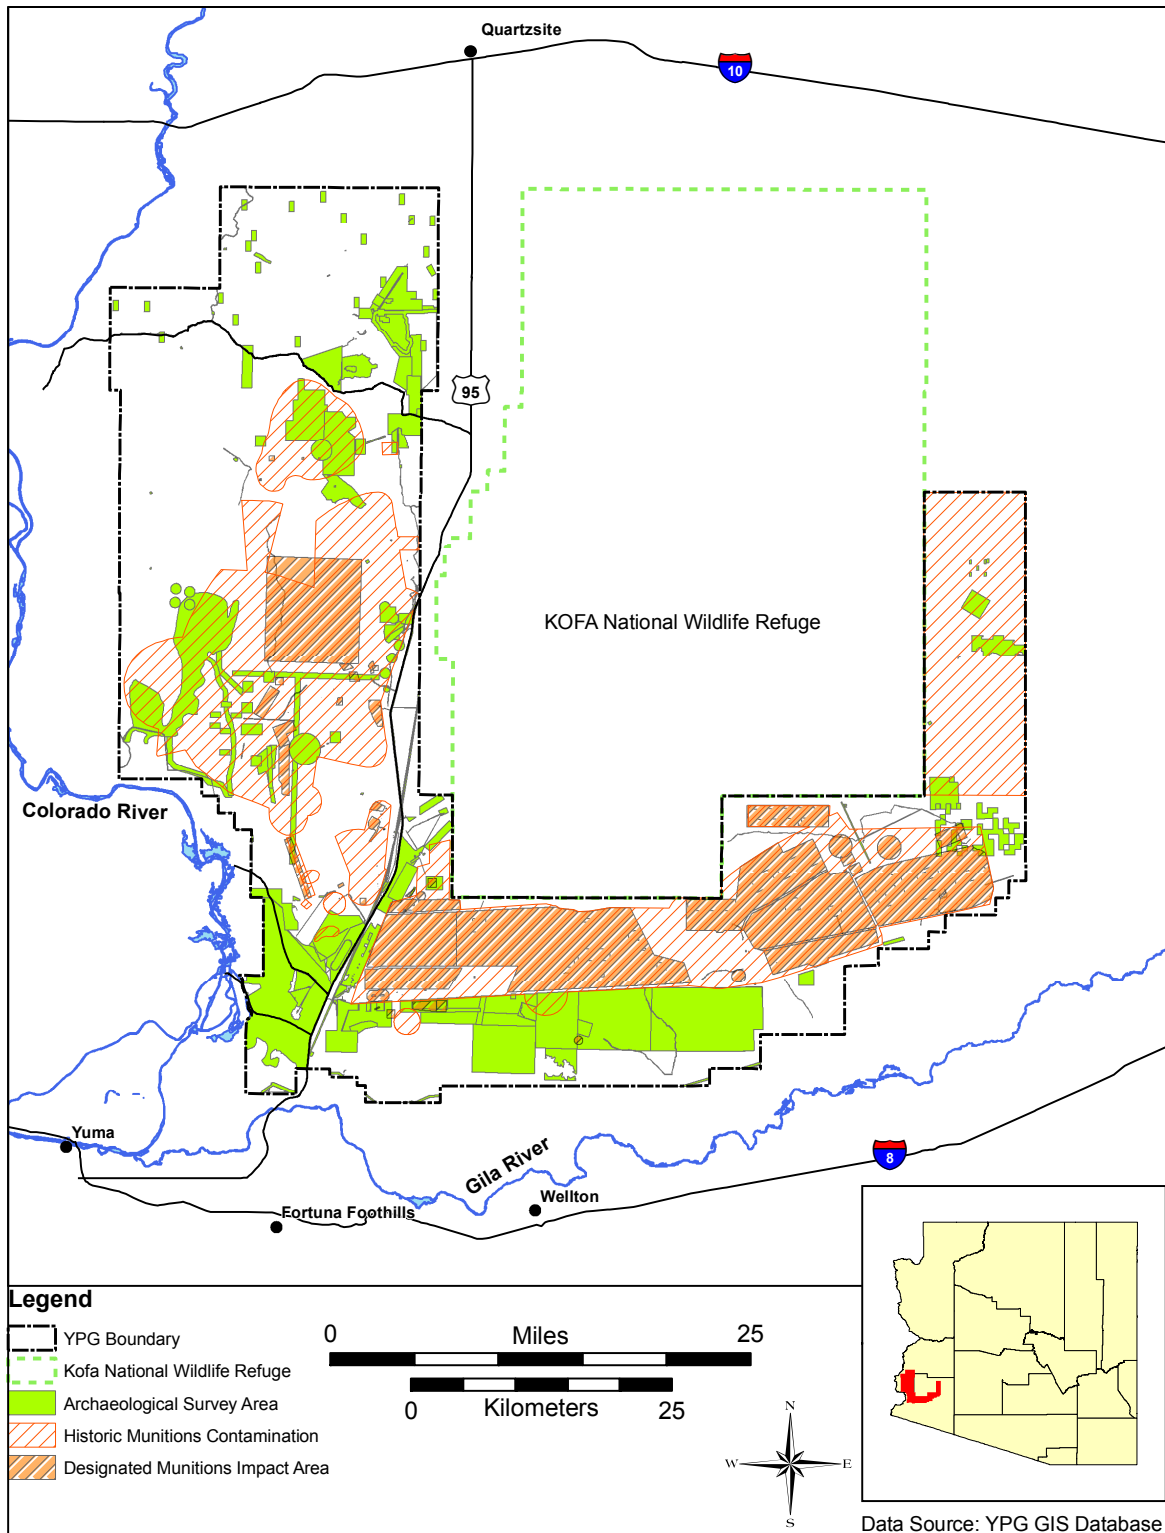 Quartzsite
10
95
KOFA National Wildlife Refuge
Colorado River
Yuma
Gila River
8
Wellton
Fortuna Foothills
Legend
YPG Boundary
Kofa National Wildlife Refuge
Archaeological Survey Area
Historic Munitions Contamination
Designated Munitions Impact Area
0 Miles 25
0 Kilometers 25
N
W E
S
Data Source: YPG GIS Database